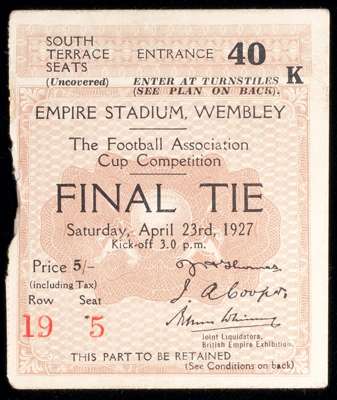 SOUTH TERRACE SEATS
(Uncovered)
ENTRANCE 40 K
ENTER AT TURNSTILES
(SEE PLAN ON BACK).
EMPIRE STADIUM, WEMBLEY
The Football Association
Cup Competition
FINAL TIE
Saturday, April 23rd, 1927
Kick-off 3.0 p.m.
Price 5/-
(including Tax)
Row Seat
19 5
J. A. Cooper
Joint Liquidators,
British Empire Exhibition
THIS PART TO BE RETAINED
(See Conditions on back)